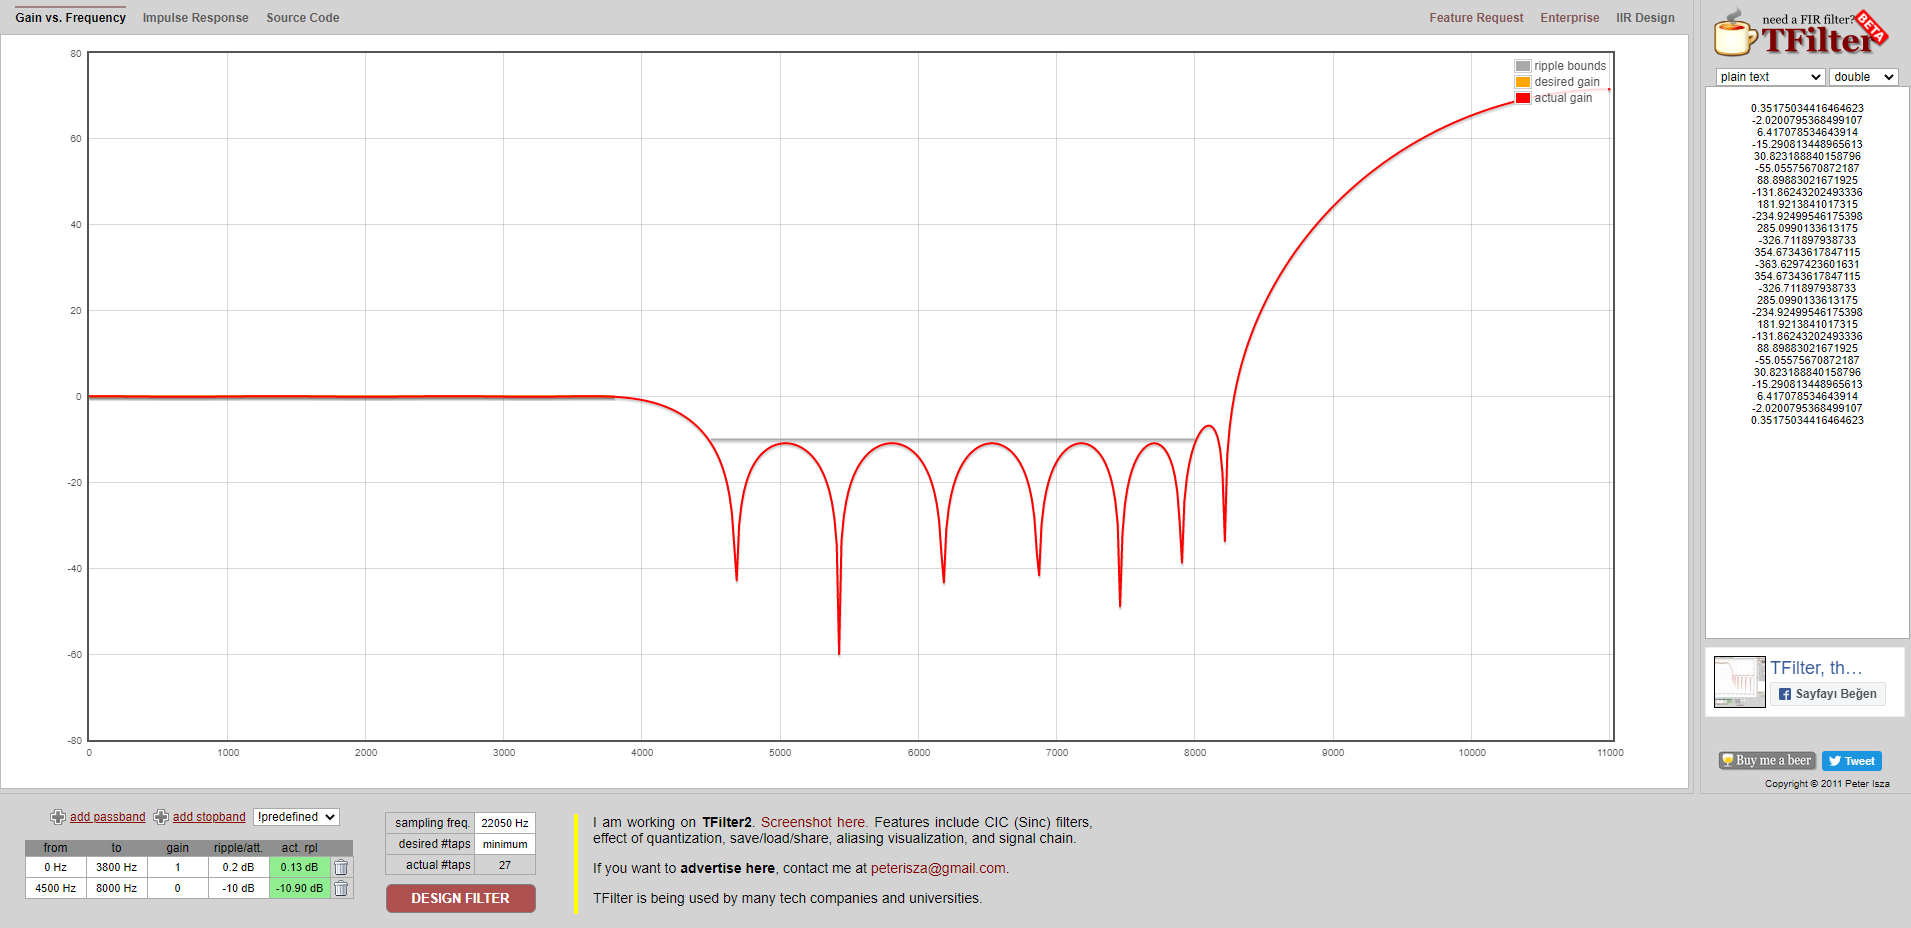 Gain vs. Frequency Impulse Response Source Code Feature Request Enterprise IIR Design
need a FIR filter?
BETA
TFilter
plain text double
ripple bounds
desired gain
actual gain
80
60
40
20
0
-20
-40
-60
-80
0 1000 2000 3000 4000 5000 6000 7000 8000 9000 10000 11000
0.35175034416464623
-2.0200795368499107
6.417078534643914
-15.290813448965613
30.823188840158796
-55.05575670872187
88.89883021671925
-131.86243202493336
181.9213841017315
-234.92499546175398
285.0990133613175
-326.711897938733
354.67343617847115
-363.6297423601631
354.67343617847115
-326.711897938733
285.0990133613175
-234.92499546175398
181.9213841017315
-131.86243202493336
88.89883021671925
-55.05575670872187
30.823188840158796
-15.290813448965613
6.417078534643914
-2.0200795368499107
0.35175034416464623
TFilter, th...
Sayfayı Beğen
Buy me a beer Tweet
Copyright © 2011 Peter Isza
add passband add stopband !predefined
from to gain ripple/att. act. rpl
0 Hz 3800 Hz 1 0.2 dB 0.13 dB
4500 Hz 8000 Hz 0 -10 dB -10.90 dB
sampling freq. 22050 Hz
desired #taps minimum
actual #taps 27
DESIGN FILTER
I am working on TFilter2. Screenshot here. Features include CIC (Sinc) filters,
effect of quantization, save/load/share, aliasing visualization, and signal chain.
If you want to advertise here, contact me at peterisza@gmail.com.
TFilter is being used by many tech companies and universities.